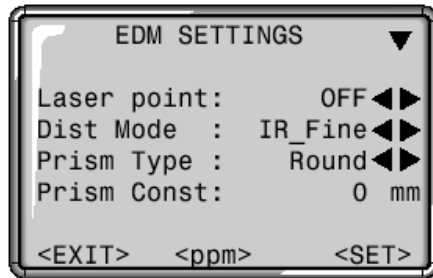 EDM SETTINGS
Laser point: OFF
Dist Mode : IR_Fine
Prism Type : Round
Prism Const: 0 mm
<EXIT> <ppm> <SET>